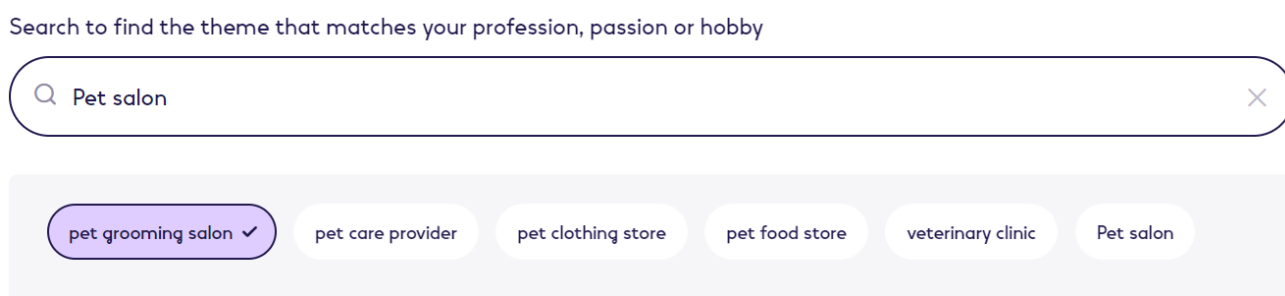 Search to find the theme that matches your profession, passion or hobby
Pet salon
pet grooming salon pet care provider pet clothing store pet food store veterinary clinic Pet salon